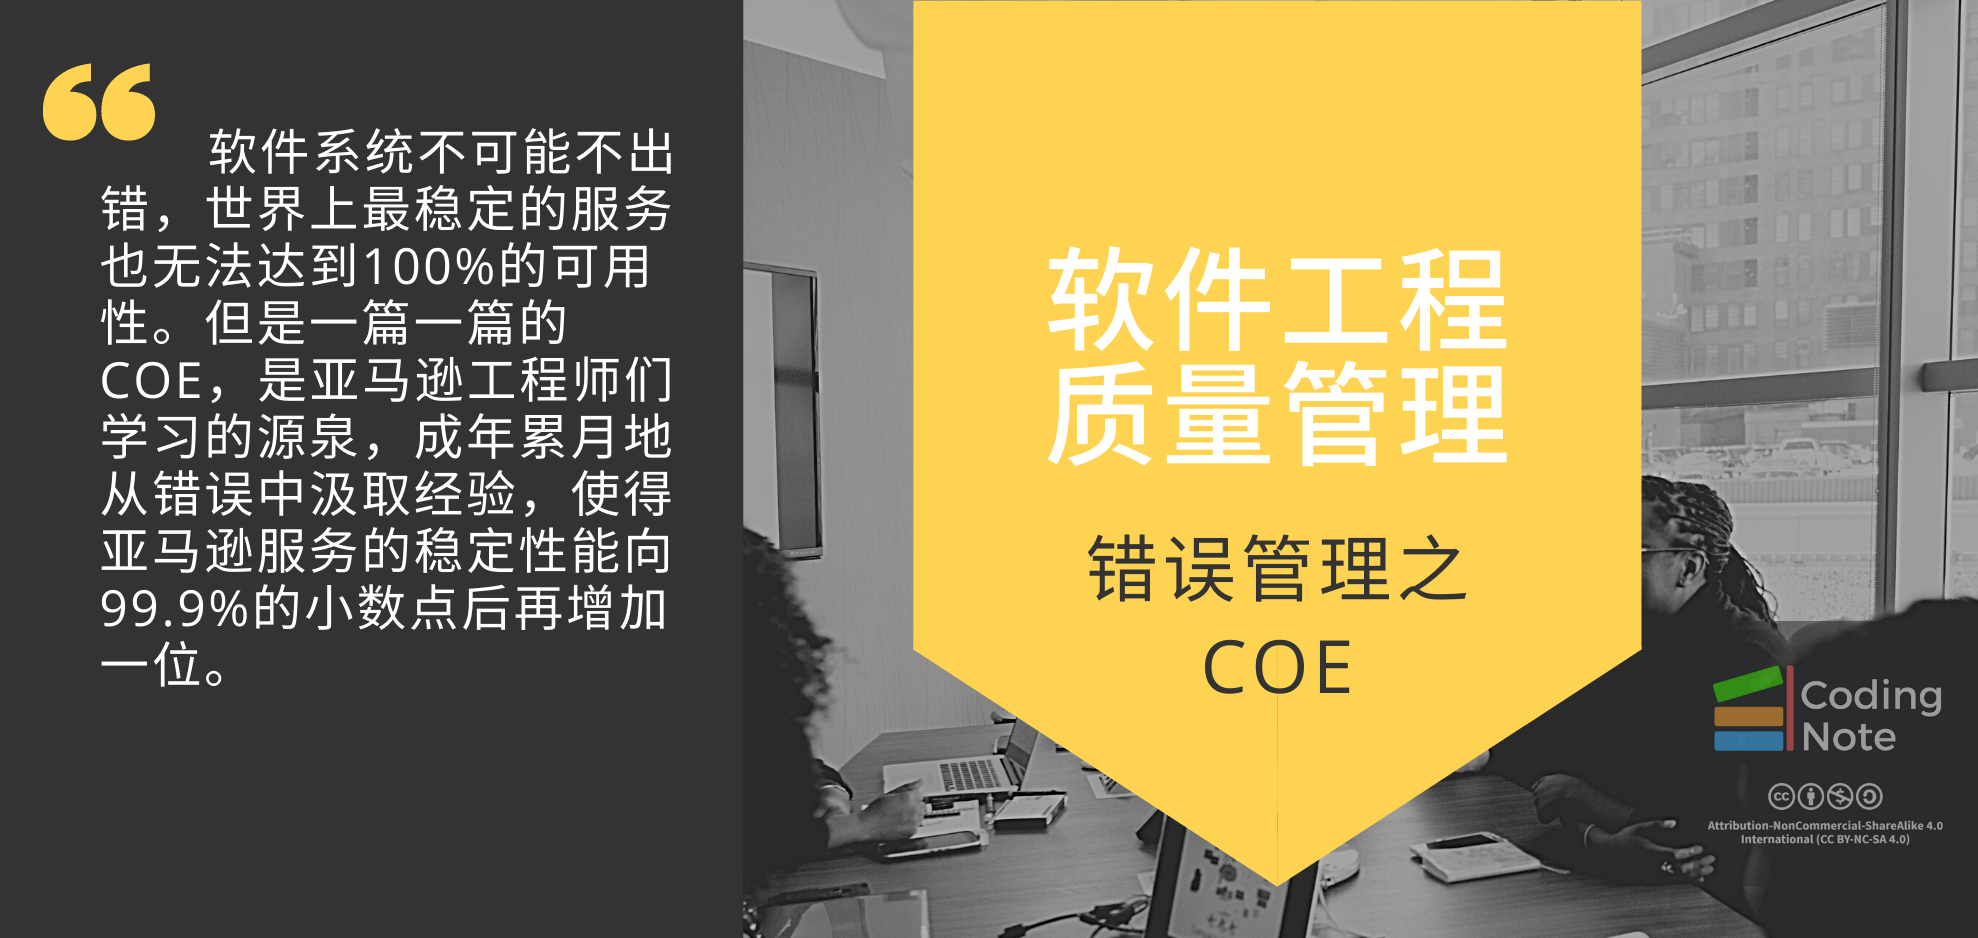 软件系统不可能不出
错，世界上最稳定的服务
也无法达到100%的可用
性。但是一篇一篇的
COE，是亚马逊工程师们
学习的源泉，成年累月地
从错误中汲取经验，使得
亚马逊服务的稳定性能向
99.9%的小数点后再增加
一位。
软件工程
质量管理
错误管理之
COE
Coding
Note
Attribution-NonCommercial-ShareAlike 4.0
International (CC BY-NC-SA 4.0)